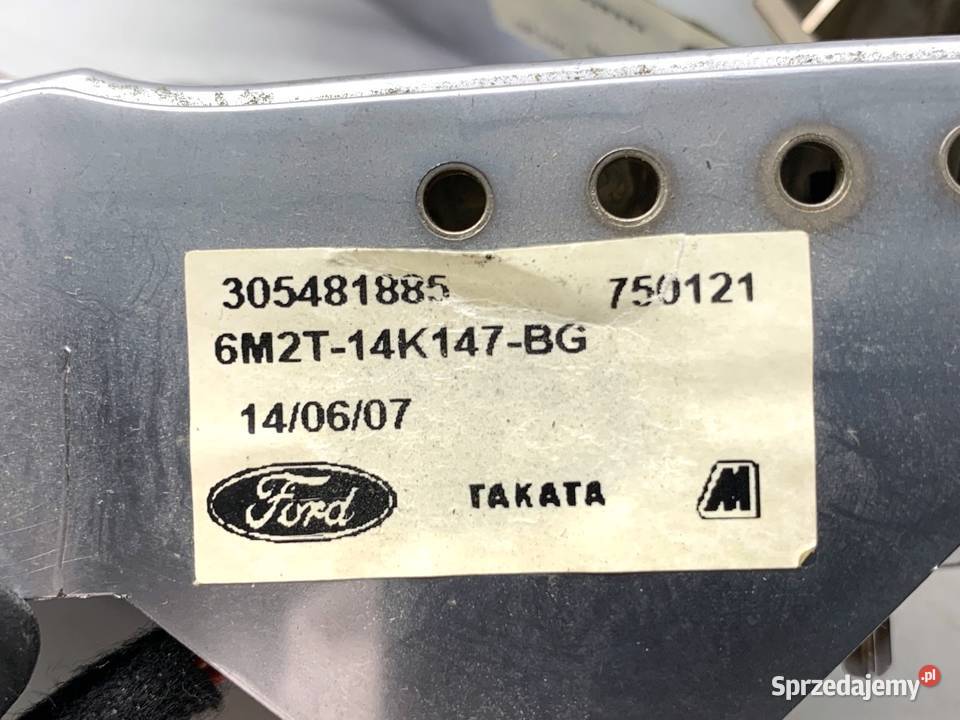 305481885 750121
6M2T-14K147-BG
14/06/07
Ford TAKATA M
Sprzedajemy.pl